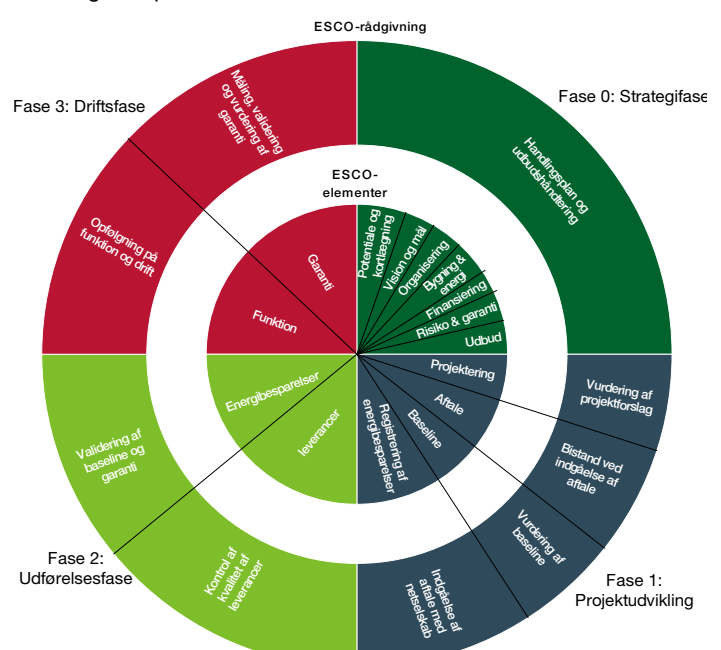 ESCO-rådgivning
Fase 3: Driftsfase
Fase 0: Strategifase
Måling, validering
og vurdering af
garanti
Handlingsplan og
udbudshåndtering
Opfølgning på
funktion og drift
ESCO-
elementer
Potentiale og
kortlægning
Vision og mål
Organisering
Bygning &
energi
Finansiering
Risiko & garanti
Udbud
Garanti
Funktion
Projektering
Aftale
Baseline
Registrering af
energibesparelser
Energibesparelser
leverancer
Vurdering af
projektforslag
Bistand ved
indgåelse af
aftale
Vurdering af
baseline
Indgåelse af
aftale med
netselskab
Validering af
baseline og
garanti
Kontrol af
kvalitet af
leverancer
Fase 2:
Udførelsesfase
Fase 1:
Projektudvikling